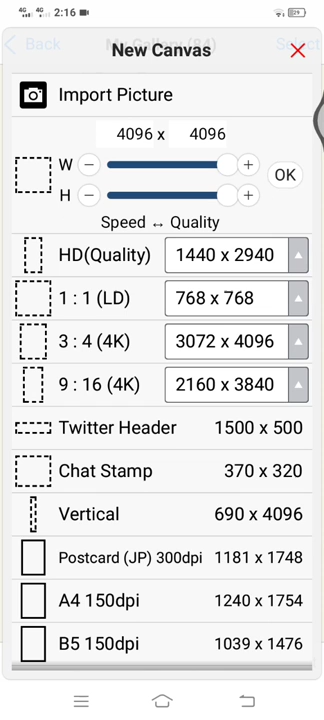 4G 4G 2:16 29
Back My Gallery (84) Select
New Canvas
Import Picture
4096 x 4096
W
OK
H
Speed ↔ Quality
HD(Quality) 1440 x 2940
1 : 1 (LD) 768 x 768
3 : 4 (4K) 3072 x 4096
9 : 16 (4K) 2160 x 3840
Twitter Header 1500 x 500
Chat Stamp 370 x 320
Vertical 690 x 4096
Postcard (JP) 300dpi 1181 x 1748
A4 150dpi 1240 x 1754
B5 150dpi 1039 x 1476